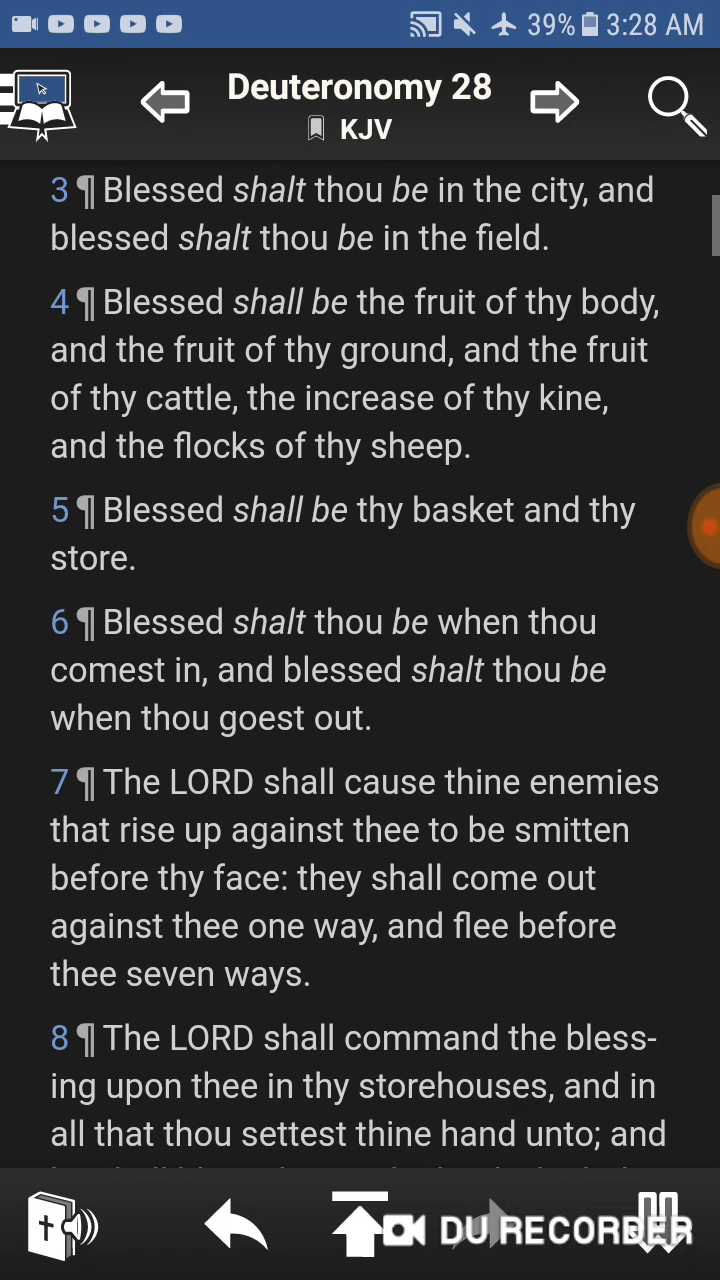 39% 3:28 AM
Deuteronomy 28
KJV
3 ¶ Blessed shalt thou be in the city, and
blessed shalt thou be in the field.
4 ¶ Blessed shall be the fruit of thy body,
and the fruit of thy ground, and the fruit
of thy cattle, the increase of thy kine,
and the flocks of thy sheep.
5 ¶ Blessed shall be thy basket and thy
store.
6 ¶ Blessed shalt thou be when thou
comest in, and blessed shalt thou be
when thou goest out.
7 ¶ The LORD shall cause thine enemies
that rise up against thee to be smitten
before thy face: they shall come out
against thee one way, and flee before
thee seven ways.
8 ¶ The LORD shall command the bless-
ing upon thee in thy storehouses, and in
all that thou settest thine hand unto; and
DU RECORDER